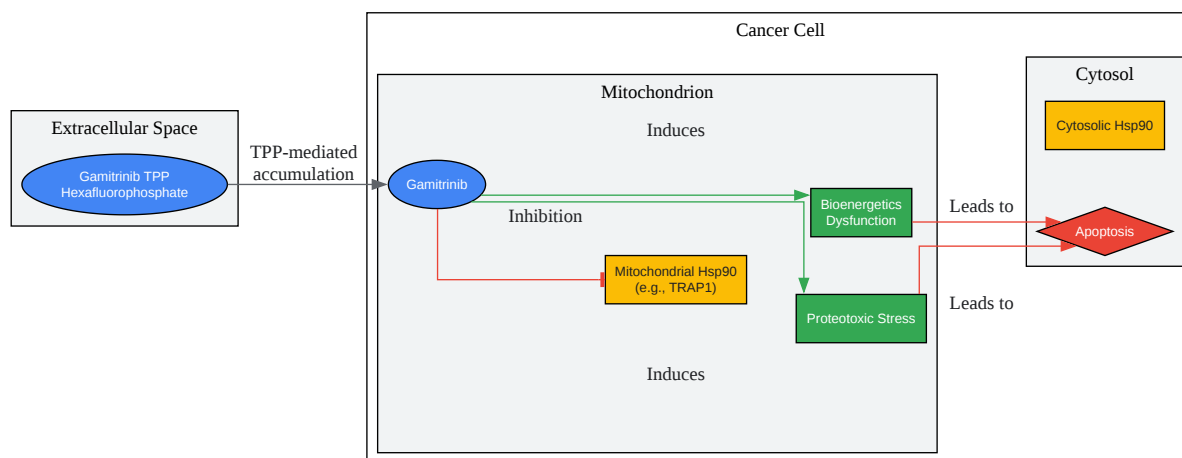 Cancer Cell
Cytosol
Mitochondrion
Extracellular Space
Induces
Cytosolic Hsp90
TPP-mediated
accumulation
Gamitrinib TPP
Hexafluorophosphate
Gamitrinib
Inhibition
Bioenergetics
Dysfunction
Leads to
Apoptosis
Mitochondrial Hsp90
(e.g., TRAP1)
Proteotoxic Stress
Leads to
Induces